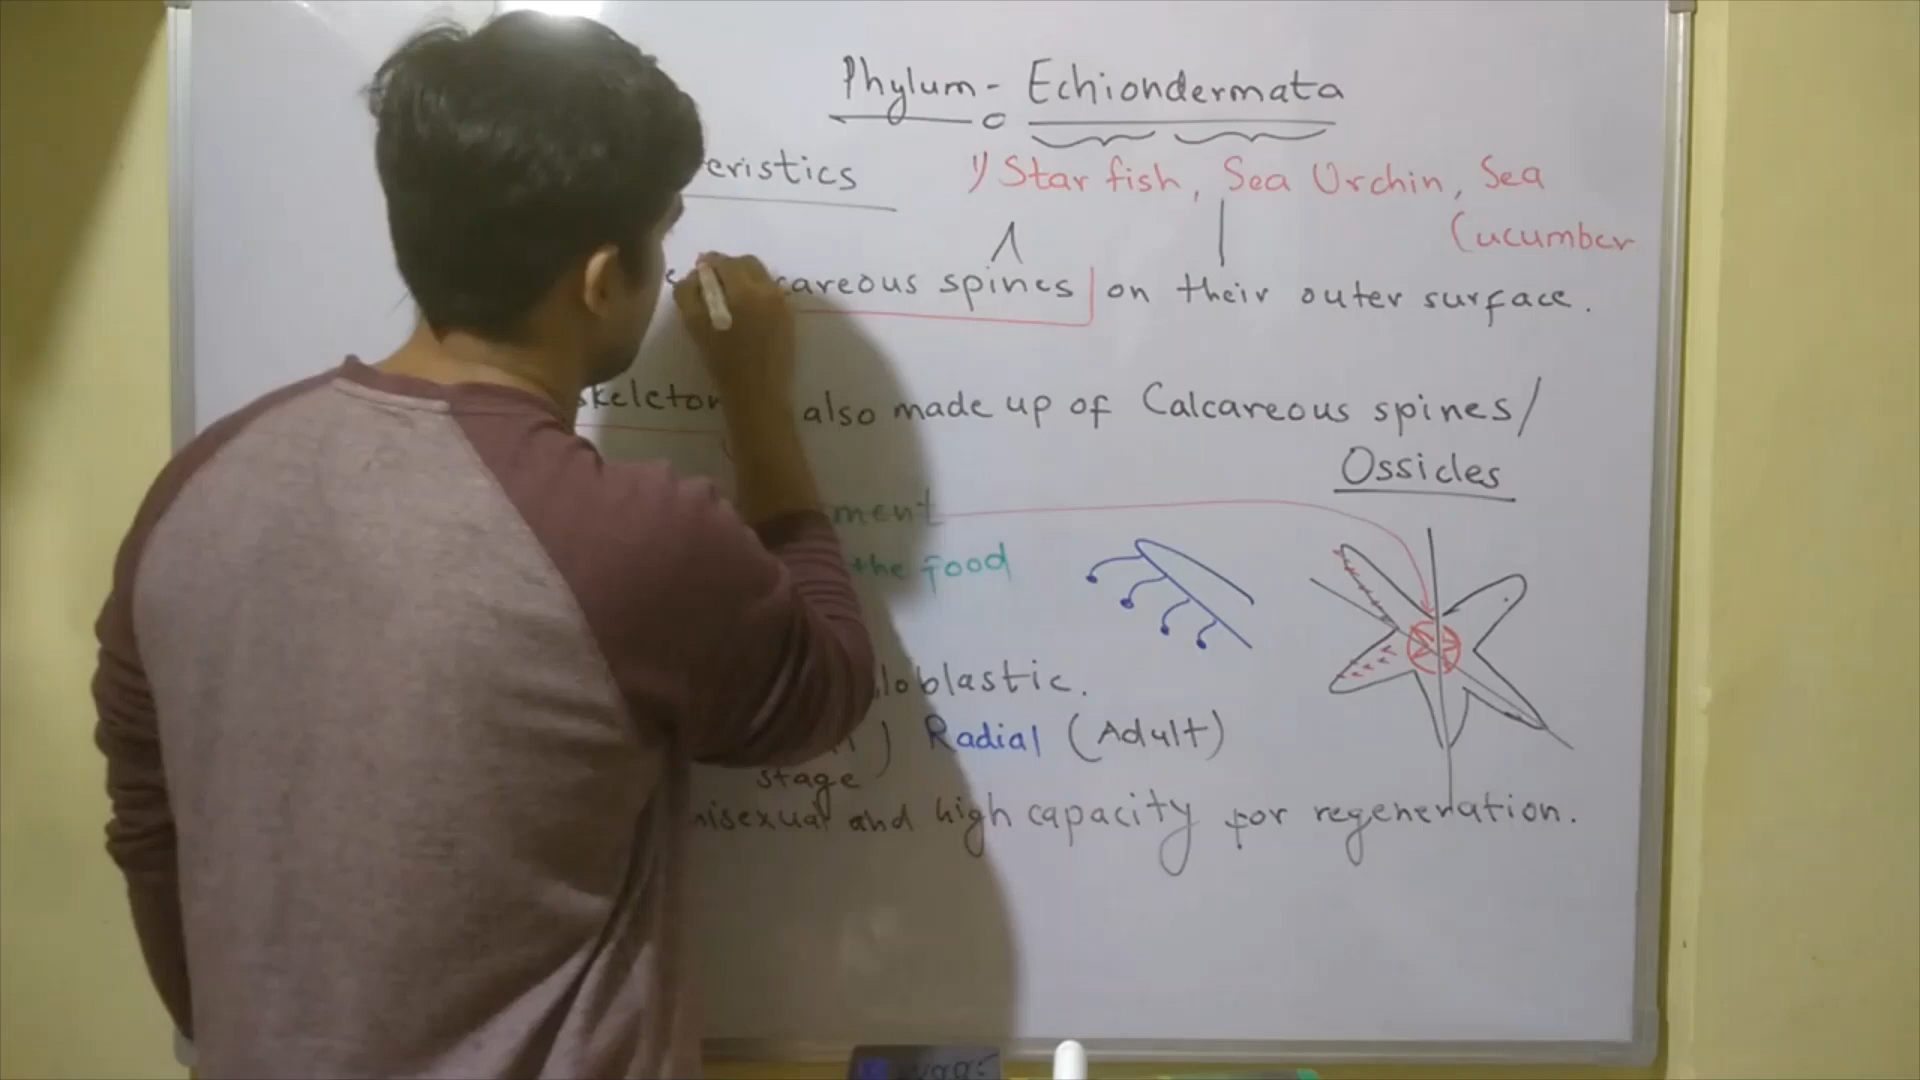 Phylum - Echiondermata
eristics 1) Star fish, Sea Urchin, Sea
Cucumber
careous spines on their outer surface.
skeleton also made up of Calcareous spines/
Ossicles
ment
the food
loblastic.
) Radial (Adult)
stage
nisexual and high capacity for regeneration.